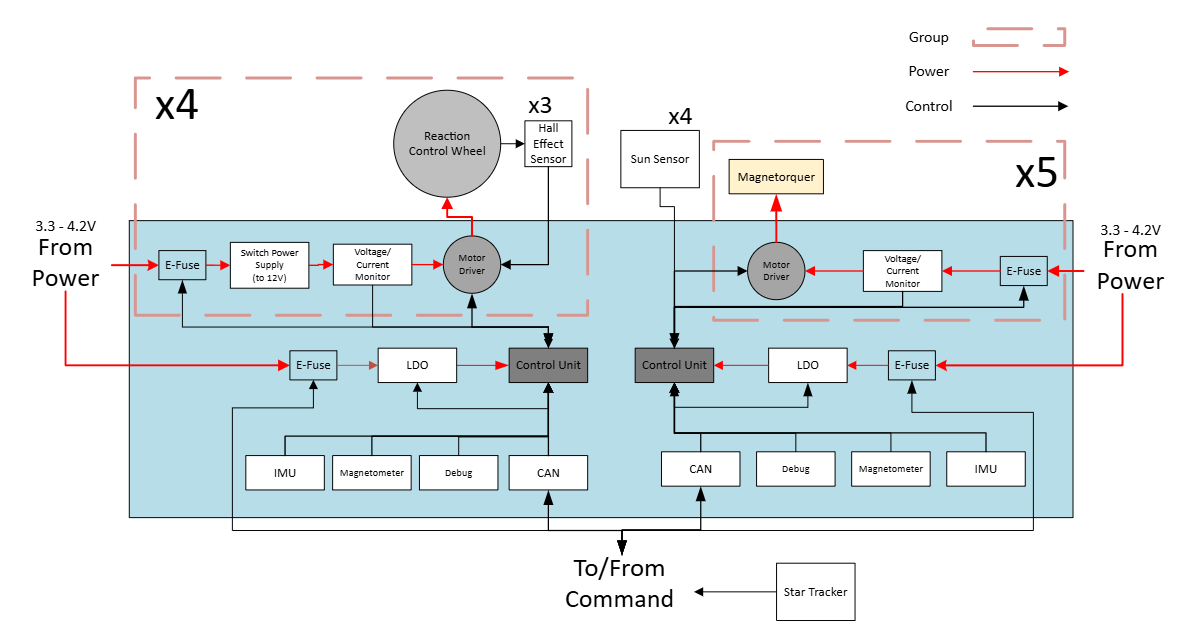 Group
Power
Control
x4
x3
x4
x5
Reaction
Control Wheel
Hall
Effect
Sensor
Sun Sensor
Magnetorquer
3.3 - 4.2V
From
Power
E-Fuse
Switch Power
Supply
(to 12V)
Voltage/
Current
Monitor
Motor
Driver
Motor
Driver
Voltage/
Current
Monitor
E-Fuse
3.3 - 4.2V
From
Power
E-Fuse
LDO
Control Unit
Control Unit
LDO
E-Fuse
IMU
Magnetometer
Debug
CAN
CAN
Debug
Magnetometer
IMU
To/From
Command
Star Tracker